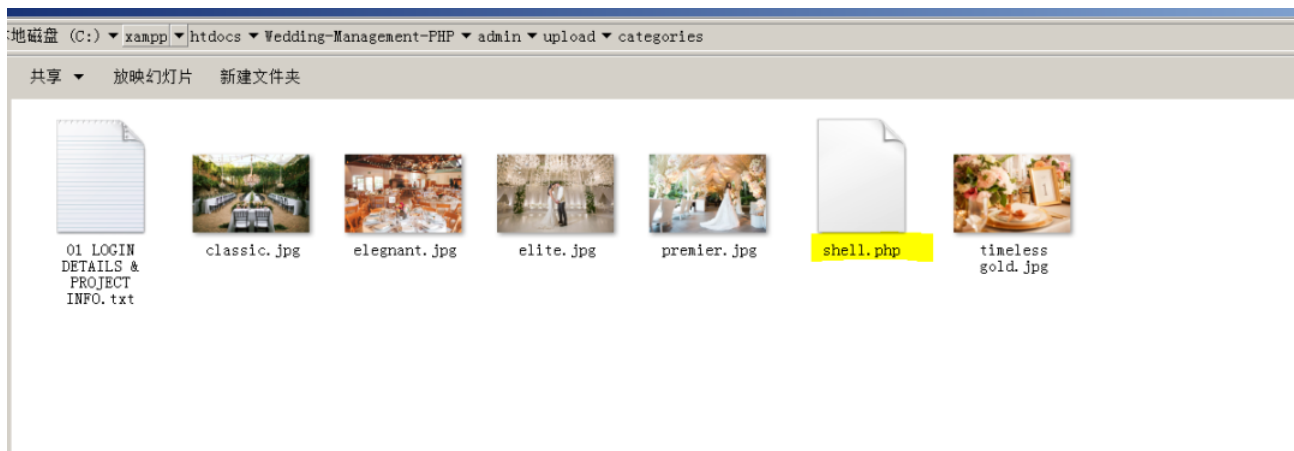 地磁盘 (C:) ▼ xampp ▼ htdocs ▼ Wedding-Management-PHP ▼ admin ▼ upload ▼ categories
共享 ▼ 放映幻灯片 新建文件夹
01 LOGIN
DETAILS &
PROJECT
INFO.txt
classic.jpg
elegnant.jpg
elite.jpg
premier.jpg
shell.php
timeless
gold.jpg